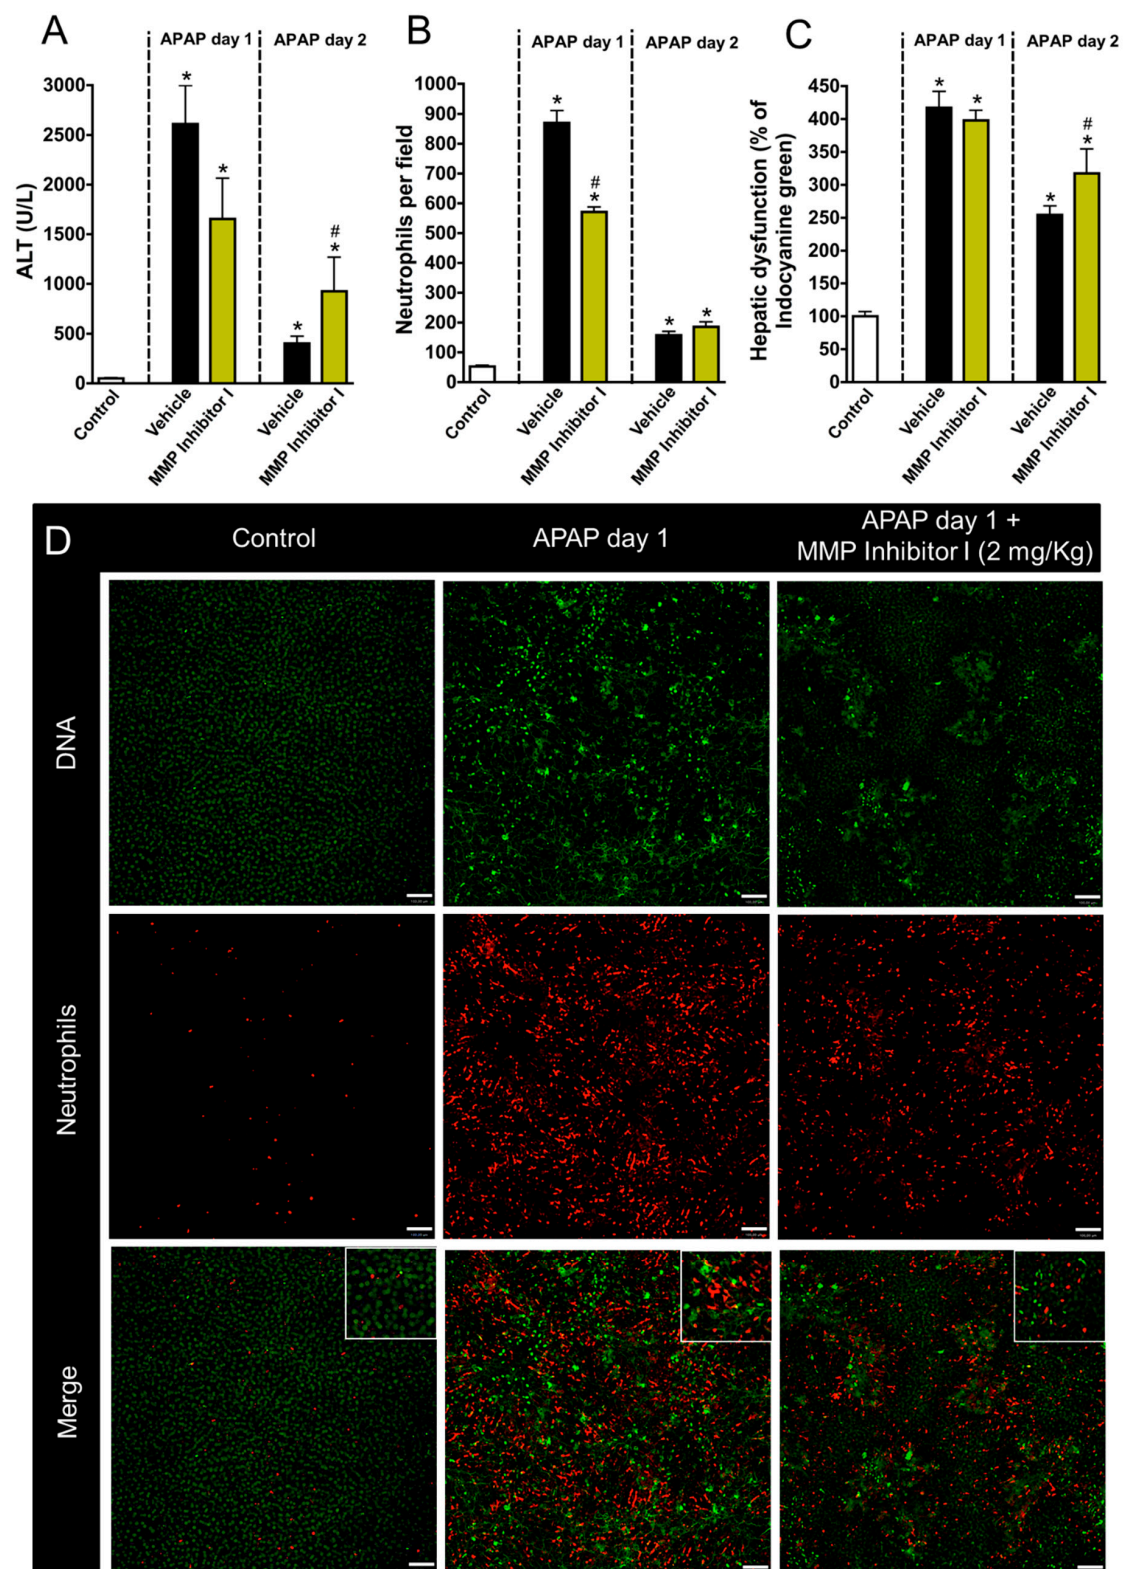 A
APAP day 1
APAP day 2
ALT (U/L)
3000
2500
2000
1500
1000
500
0
*
*
*
#
*
Control
Vehicle
MMP Inhibitor I
Vehicle
MMP Inhibitor I
B
APAP day 1
APAP day 2
Neutrophils per field
1000
900
800
700
600
500
400
300
200
100
0
*
#
*
*
*
Control
Vehicle
MMP Inhibitor I
Vehicle
MMP Inhibitor I
C
APAP day 1
APAP day 2
Hepatic dysfunction (% of
Indocyanine green)
450
400
350
300
250
200
150
100
50
0
*
*
*
#
*
Control
Vehicle
MMP Inhibitor I
Vehicle
MMP Inhibitor I
D
Control
APAP day 1
APAP day 1 +
MMP Inhibitor I (2 mg/Kg)
DNA
Neutrophils
Merge